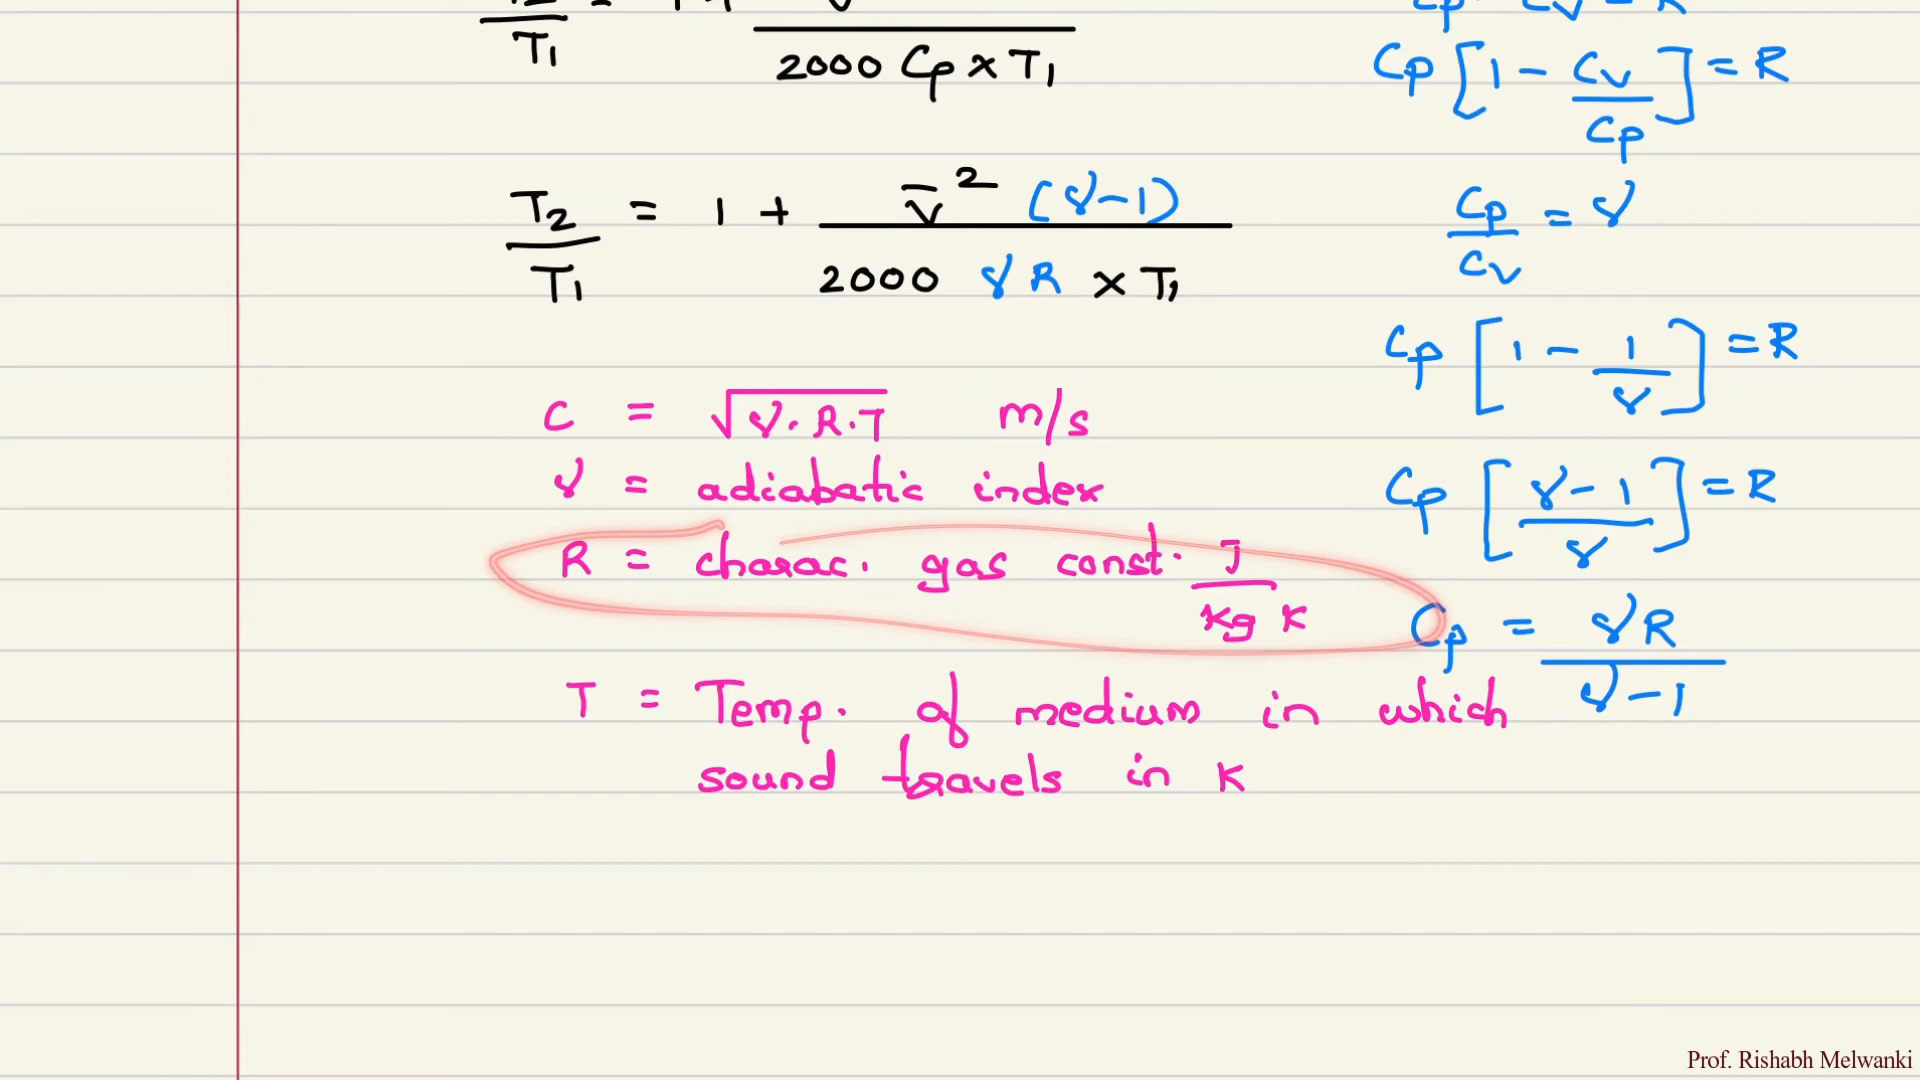 T₁
2000 Cp × T₁
T₂/T₁ = 1 + v̄² (γ-1) / 2000 γR × T₁
C = √γ.R.T m/s
γ = adiabatic index
R = charac. gas const. J/kg K
T = Temp. of medium in which
sound travels in K
Cp - Cv = R
Cp [1 - Cv/Cp] = R
Cp/Cv = γ
Cp [1 - 1/γ] = R
Cp [γ-1/γ] = R
Cp = γR/γ-1
Prof. Rishabh Melwanki